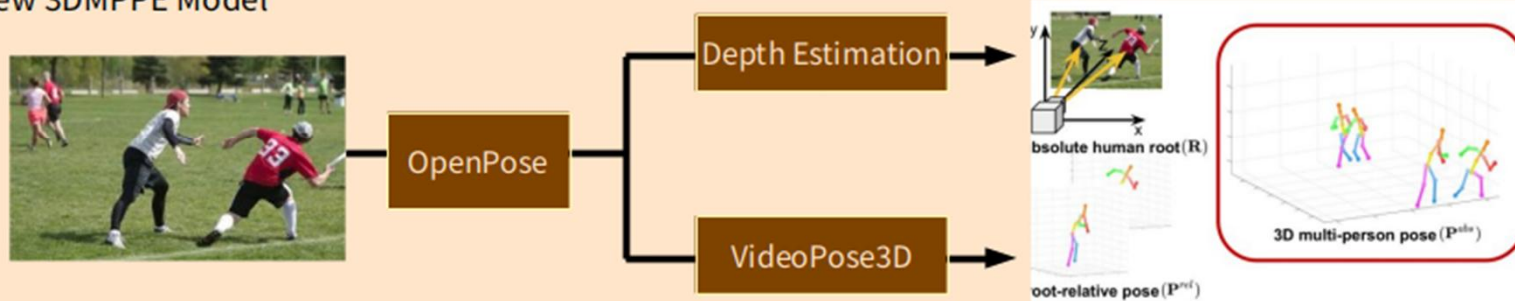 ew 3DMPPE Model
OpenPose
Depth Estimation
VideoPose3D
33
y
z
x
bsolute human root(R)
oot-relative pose(P^rel)
3D multi-person pose(P^abs)